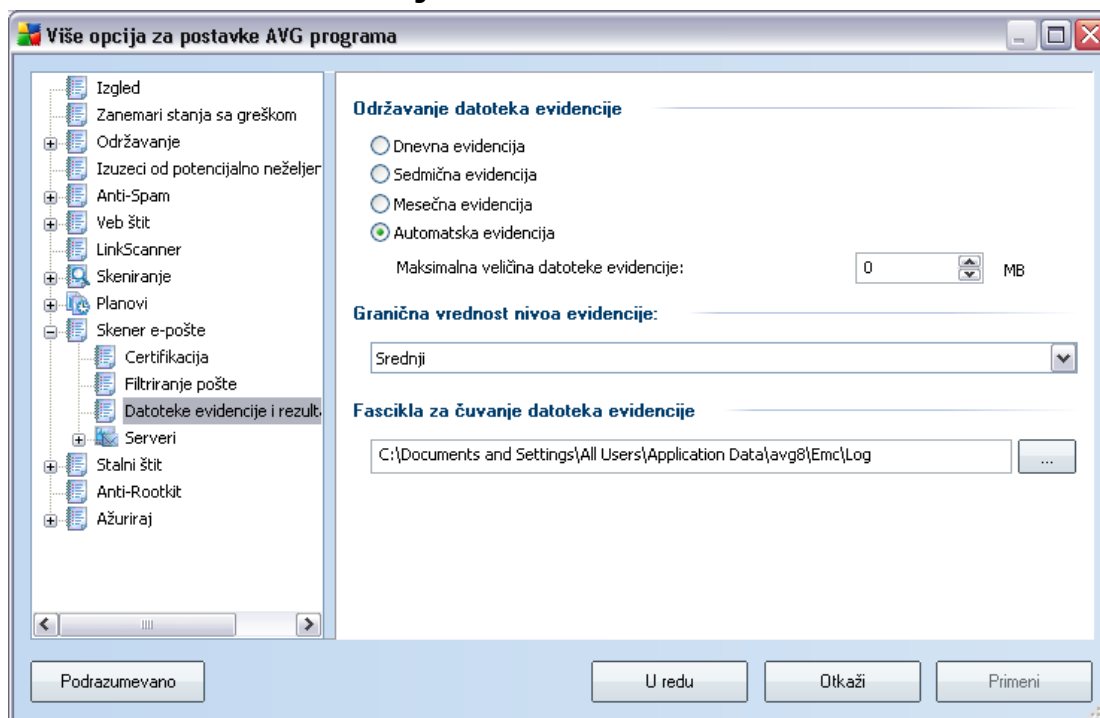 Više opcija za postavke AVG programa
Izgled
Zanemari stanja sa greškom
Održavanje
Izuzeci od potencijalno neželjer
Anti-Spam
Veb štit
LinkScanner
Skeniranje
Planovi
Skener e-pošte
Certifikacija
Filtriranje pošte
Datoteke evidencije i rezult
Serveri
Stalni štit
Anti-Rootkit
Ažuriraj
Održavanje datoteka evidencije
Dnevna evidencija
Sedmična evidencija
Mesečna evidencija
Automatska evidencija
Maksimalna veličina datoteke evidencije: 0 MB
Granična vrednost nivoa evidencije:
Srednji
Fascikla za čuvanje datoteka evidencije
C:\Documents and Settings\All Users\Application Data\avg8\Emc\Log ...
Podrazumevano U redu Otkaži Primeni